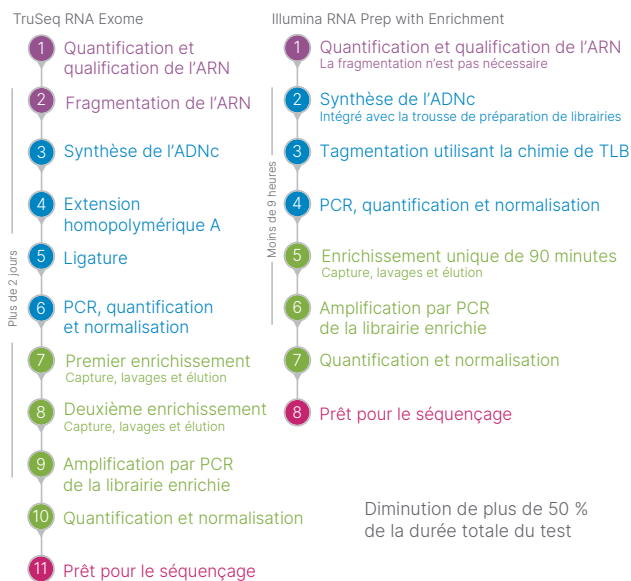 TruSeq RNA Exome
1
Quantification et
qualification de l'ARN
2
Fragmentation de l'ARN
3
Synthèse de l'ADNc
4
Extension
homopolymérique A
5
Ligature
6
PCR, quantification
et normalisation
7
Premier enrichissement
Capture, lavages et élution
8
Deuxième enrichissement
Capture, lavages et élution
9
Amplification par PCR
de la librairie enrichie
10
Quantification et normalisation
11
Prêt pour le séquençage
Plus de 2 jours
Illumina RNA Prep with Enrichment
1
Quantification et qualification de l'ARN
La fragmentation n'est pas nécessaire
2
Synthèse de l'ADNc
Intégré avec la trousse de préparation de librairies
3
Tagmentation utilisant la chimie de TLB
4
PCR, quantification et normalisation
5
Enrichissement unique de 90 minutes
Capture, lavages et élution
6
Amplification par PCR
de la librairie enrichie
7
Quantification et normalisation
8
Prêt pour le séquençage
Moins de 9 heures
Diminution de plus de 50 %
de la durée totale du test